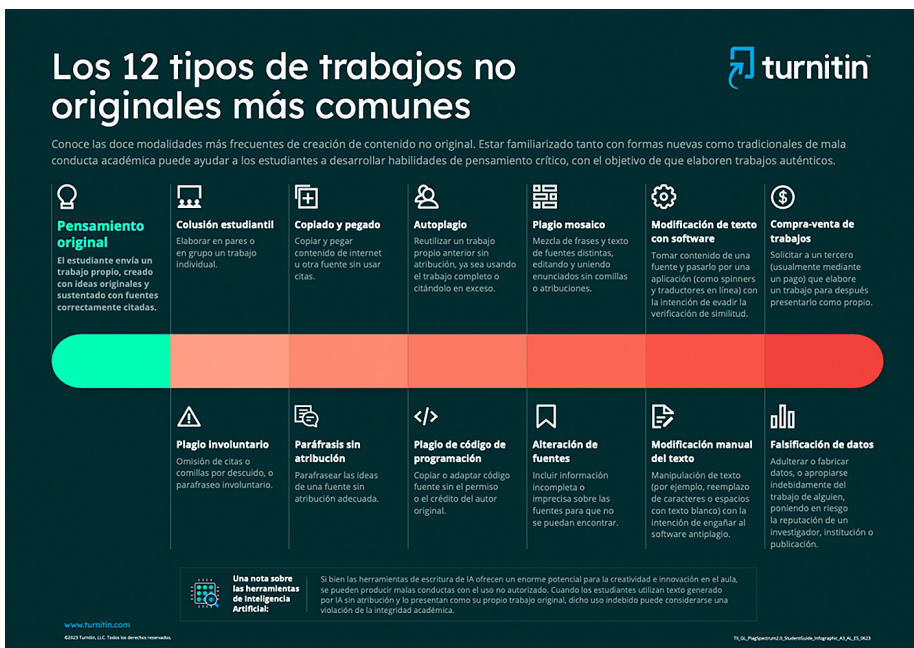 Los 12 tipos de trabajos no
originales más comunes
turnitin™
Conoce las doce modalidades más frecuentes de creación de contenido no original. Estar familiarizado tanto con formas nuevas como tradicionales de mala
conducta académica puede ayudar a los estudiantes a desarrollar habilidades de pensamiento crítico, con el objetivo de que elaboren trabajos auténticos.
Pensamiento
original
El estudiante envía un
trabajo propio, creado
con ideas originales y
sustentado con fuentes
correctamente citadas.
Colusión estudiantil
Elaborar en pares o
en grupo un trabajo
individual.
Copiado y pegado
Copiar y pegar
contenido de internet
u otra fuente sin usar
citas.
Autoplagio
Reutilizar un trabajo
propio anterior sin
atribución, ya sea usando
el trabajo completo o
citándolo en exceso.
Plagio mosaico
Mezcla de frases y texto
de fuentes distintas,
editando y uniendo
enunciados sin comillas
o atribuciones.
Modificación de texto
con software
Tomar contenido de una
fuente y pasarlo por una
aplicación (como spinners
y traductores en línea) con
la intención de evadir la
verificación de similitud.
Compra-venta de
trabajos
Solicitar a un tercero
(usualmente mediante
un pago) que elabore
un trabajo para después
presentarlo como propio.
Plagio involuntario
Omisión de citas o
comillas por descuido, o
parafraseo involuntario.
Paráfrasis sin
atribución
Parafrasear las ideas
de una fuente sin
atribución adecuada.
Plagio de código de
programación
Copiar o adaptar código
fuente sin el permiso
o el crédito del autor
original.
Alteración de
fuentes
Incluir información
incompleta o
imprecisa sobre las
fuentes para que no
se puedan encontrar.
Modificación manual
del texto
Manipulación de texto
(por ejemplo, reemplazo
de caracteres o espacios
con texto blanco) con la
intención de engañar al
software antiplagio.
Falsificación de datos
Adulterar o fabricar
datos, o apropiarse
indebidamente del
trabajo de alguien,
poniendo en riesgo
la reputación de un
investigador, institución o
publicación.
Una nota sobre
las herramientas
de Inteligencia
Artificial:
Si bien las herramientas de escritura de IA ofrecen un enorme potencial para la creatividad e innovación en el aula,
se pueden producir malas conductas con el uso no autorizado. Cuando los estudiantes utilizan texto generado
por IA sin atribución y lo presentan como su propio trabajo original, dicho uso indebido puede considerarse una
violación de la integridad académica.
www.turnitin.com
©2023 Turnitin, LLC. Todos los derechos reservados.
TII_GL_PlagSpectrum2.0_StudentGuide_Infographic_A3_AL_ES_0623